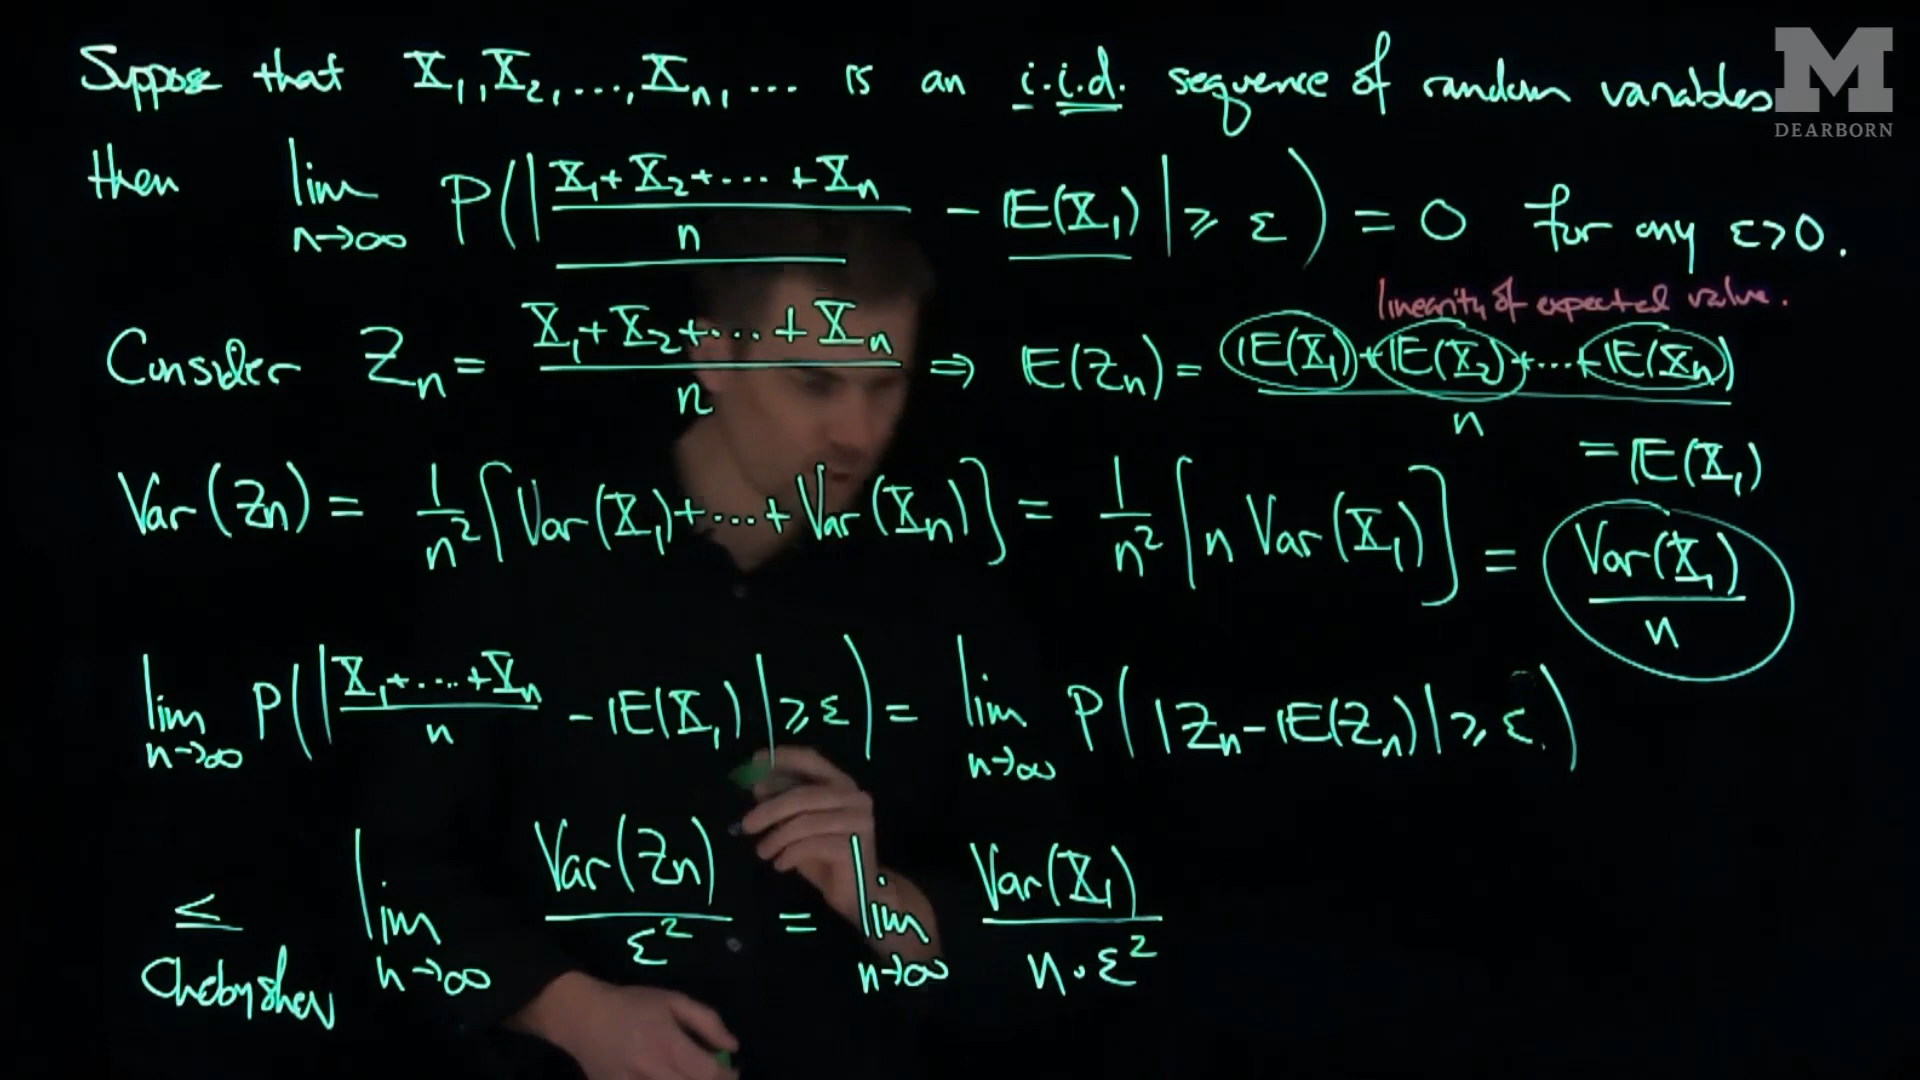 Suppose that X₁, X₂, ..., Xₙ, ... is an i.i.d. sequence of random variables
M
DEARBORN
then lim n→∞ P(|(X₁+X₂+...+Xₙ)/n − E(X₁)| ≥ ε) = 0 for any ε>0.
linearity of expected value.
Consider Zₙ = (X₁+X₂+...+Xₙ)/n ⇒ E(Zₙ) = (E(X₁)+E(X₂)+...+E(Xₙ))/n
= E(X₁)
Var(Zₙ) = 1/n² [Var(X₁)+...+Var(Xₙ)] = 1/n² [n Var(X₁)] = Var(X₁)/n
lim n→∞ P(|(X₁+...+Xₙ)/n − E(X₁)| ≥ ε) = lim n→∞ P(|Zₙ−E(Zₙ)| ≥ ε)
≤ Chebyshev lim n→∞ Var(Zₙ)/ε² = lim n→∞ Var(X₁)/(n·ε²)